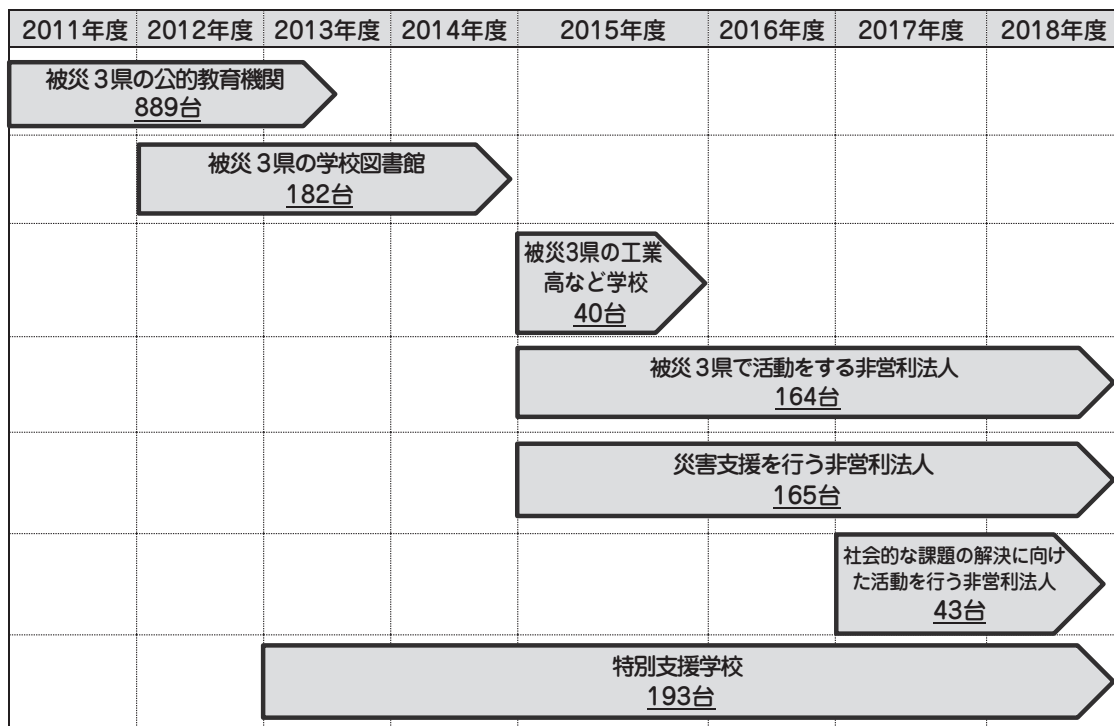 2011年度 2012年度 2013年度 2014年度 2015年度 2016年度 2017年度 2018年度
被災３県の公的教育機関
889台
被災３県の学校図書館
182台
被災3県の工業
高など学校
40台
被災３県で活動をする非営利法人
164台
災害支援を行う非営利法人
165台
社会的な課題の解決に向け
た活動を行う非営利法人
43台
特別支援学校
193台